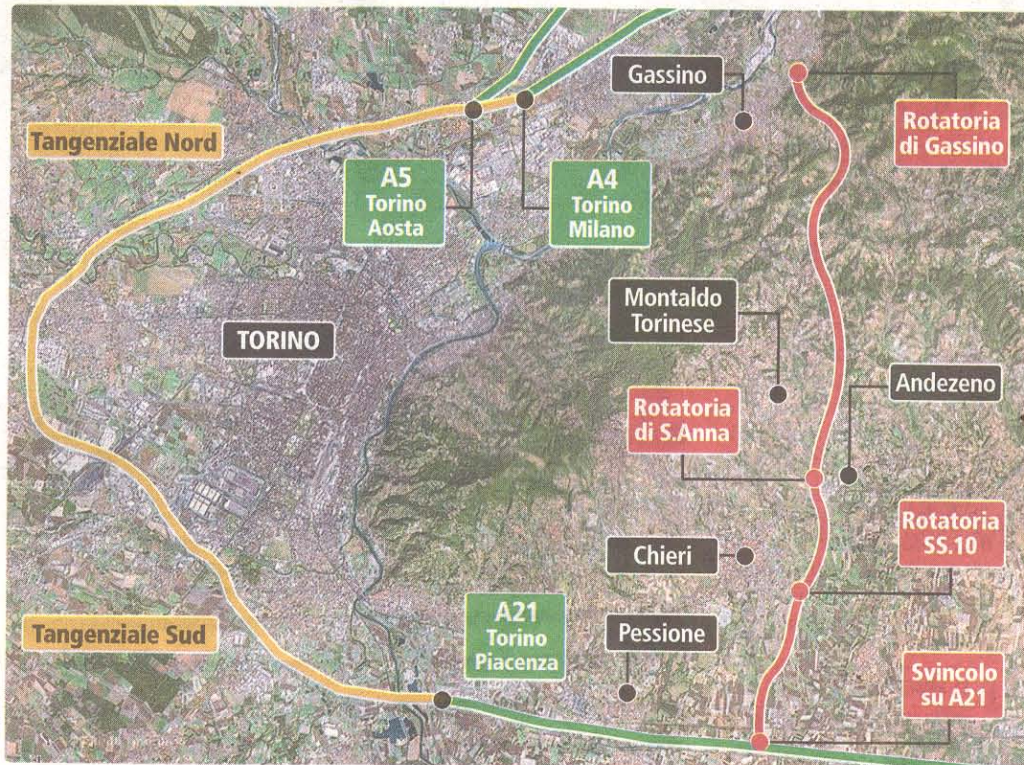 Gassino
Rotatoria
di Gassino
Tangenziale Nord
A5
Torino
Aosta
A4
Torino
Milano
Montaldo
Torinese
TORINO
Andezeno
Rotatoria
di S.Anna
Rotatoria
SS.10
Chieri
A21
Torino
Piacenza
Pessione
Tangenziale Sud
Svincolo
su A21